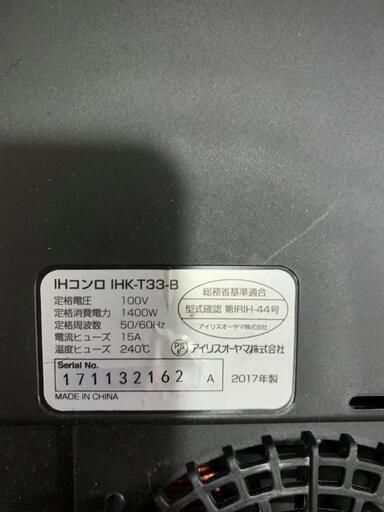 IHコンロ IHK-T33-B
定格電圧 100V
定格消費電力 1400W
定格周波数 50/60Hz
電流ヒューズ 15A
温度ヒューズ 240℃
総務省基準適合
型式確認 第IRIH-44号
アイリスオーヤマ株式会社
PS E アイリスオーヤマ株式会社
Serial No.
171132162 A 2017年製
MADE IN CHINA